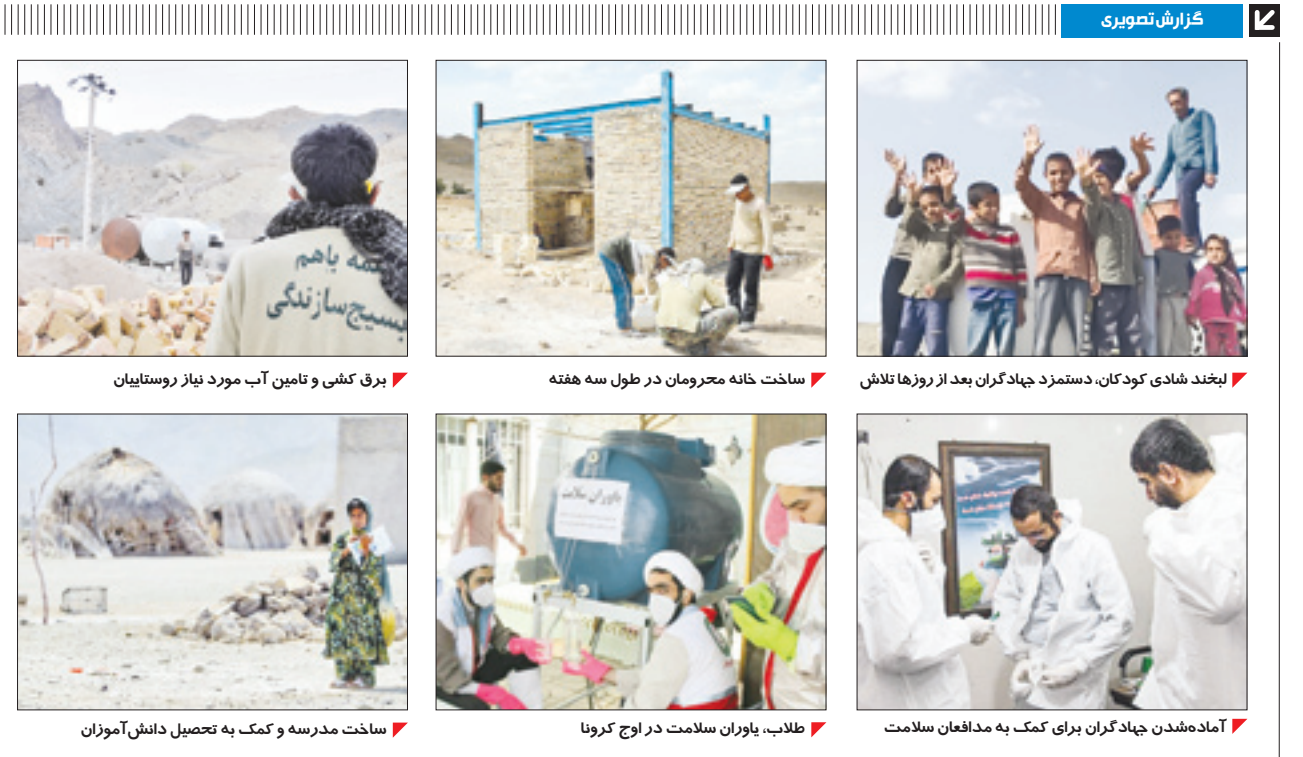 گزارش تصویری
لبخند شادی کودکان، دستمزد جهادگران بعد از روزها تلاش
ساخت خانه محرومان در طول سه هفته
برق کشی و تامین آب مورد نیاز روستاییان
باهم
بسیج سازندگی
آماده‌شدن جهادگران برای کمک به مدافعان سلامت
طلاب، یاوران سلامت در اوج کرونا
یاوران سلامت
ساخت مدرسه و کمک به تحصیل دانش‌آموزان